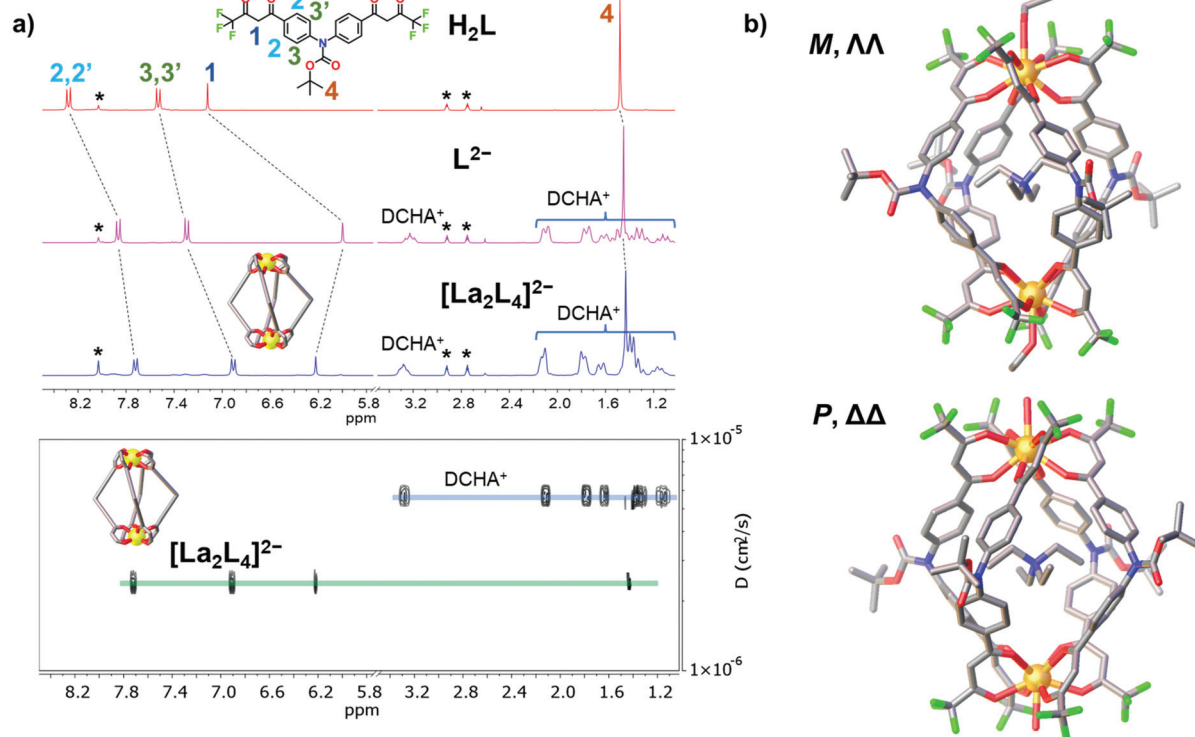 a)
O O O O
2 3' 4
F F F 1 2 3 N F F F H₂L
O O
4
2,2' 3,3' 1
* * *
L²⁻
DCHA⁺
DCHA⁺
* * *
[La₂L₄]²⁻
DCHA⁺
DCHA⁺
* * *
8.2 7.8 7.4 7.0 6.6 6.2 5.8 2.8 2.4 2.0 1.6 1.2
ppm
1×10⁻⁵
DCHA⁺
[La₂L₄]²⁻
D (cm²/s)
1×10⁻⁶
8.2 7.8 7.4 7.0 6.6 6.2 5.8 3.2 2.8 2.4 2.0 1.6 1.2
ppm
b)
M, ΛΛ
P, ΔΔ